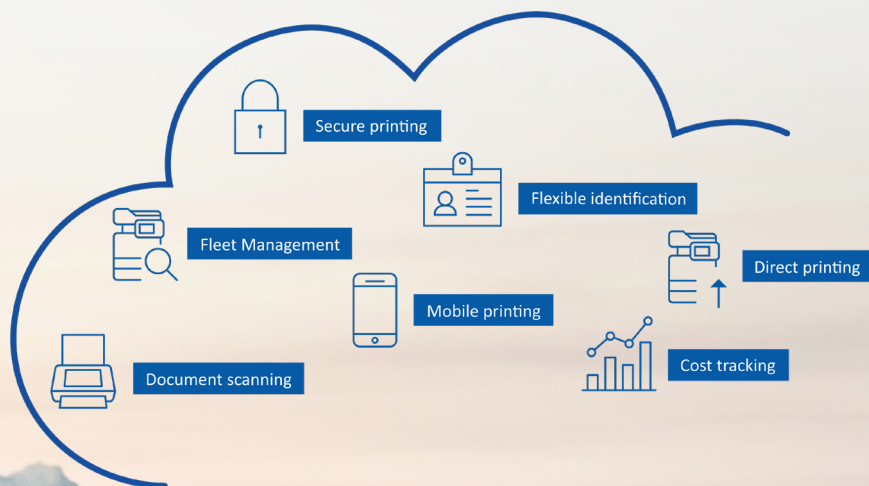 Secure printing
Flexible identification
Fleet Management
Direct printing
Mobile printing
Cost tracking
Document scanning